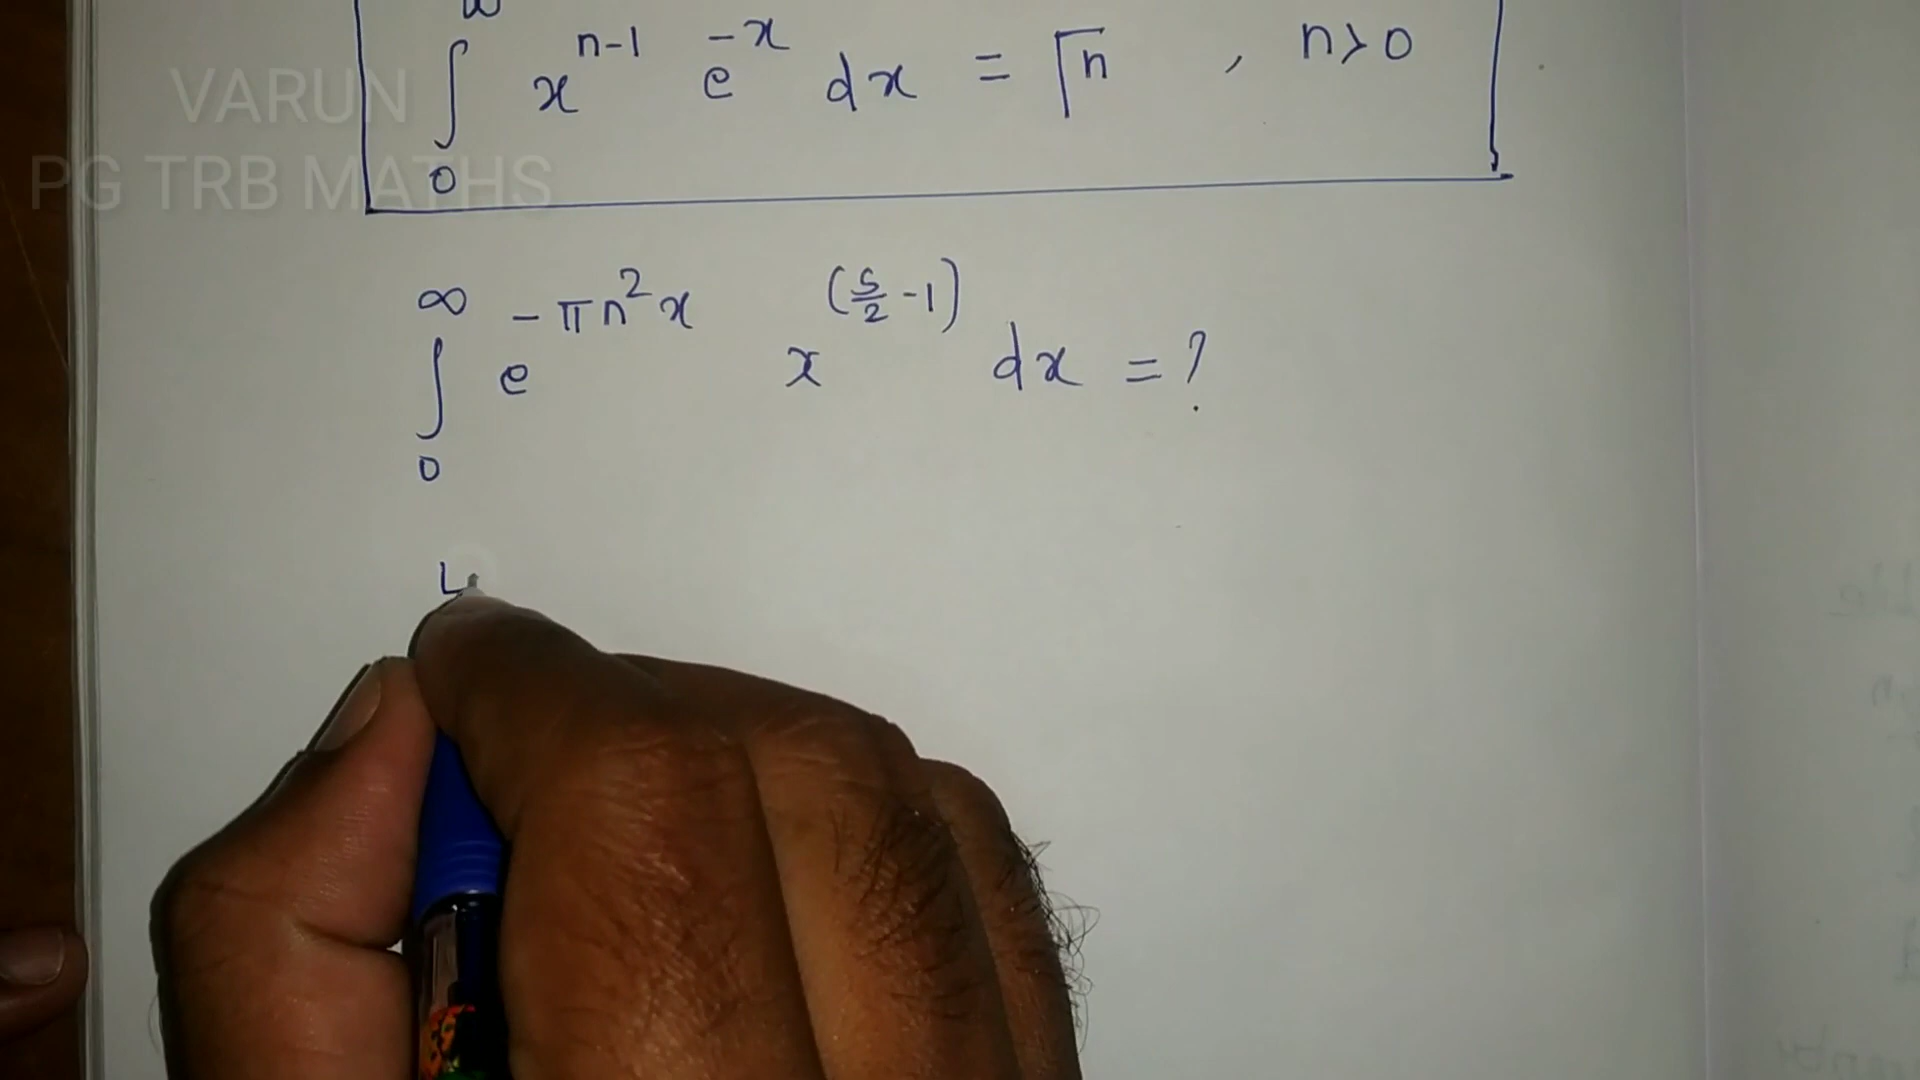 ∫₀^∞ x^(n-1) e^(-x) dx = Γn , n>0
VARUN
PG TRB MATHS
∫₀^∞ e^(-πn²x) x^(s/2 -1) dx = ?